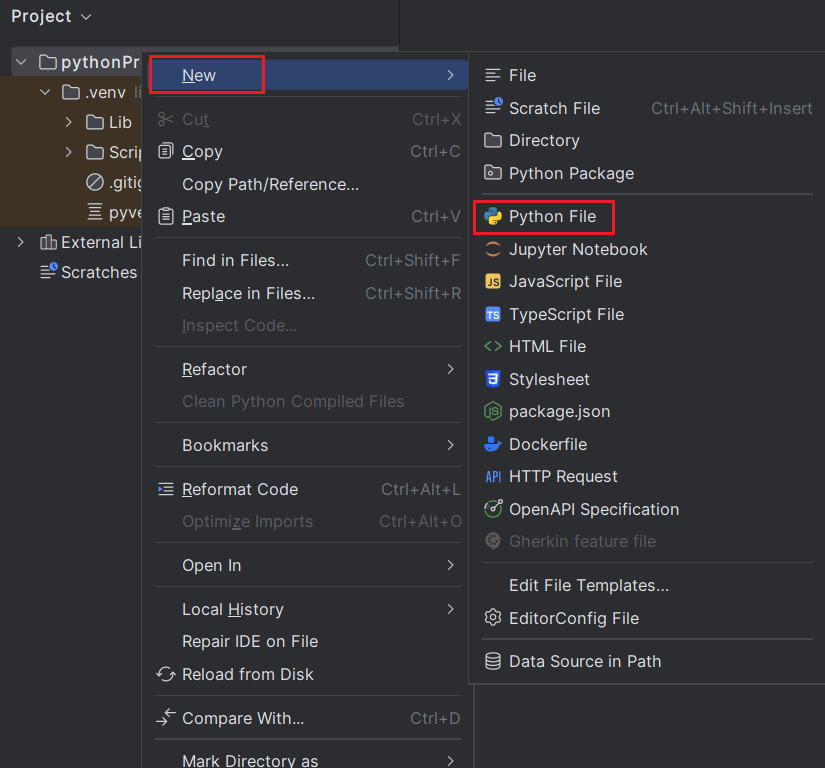 Project
pythonPr
.venv li
Lib
Scrip
.gitig
pyve
External Li
Scratches
New
Cut Ctrl+X
Copy Ctrl+C
Copy Path/Reference...
Paste Ctrl+V
Find in Files... Ctrl+Shift+F
Replace in Files... Ctrl+Shift+R
Inspect Code...
Refactor
Clean Python Compiled Files
Bookmarks
Reformat Code Ctrl+Alt+L
Optimize Imports Ctrl+Alt+O
Open In
Local History
Repair IDE on File
Reload from Disk
Compare With... Ctrl+D
Mark Directory as
File
Scratch File Ctrl+Alt+Shift+Insert
Directory
Python Package
Python File
Jupyter Notebook
JS JavaScript File
TS TypeScript File
HTML File
Stylesheet
JS package.json
Dockerfile
API HTTP Request
OpenAPI Specification
Gherkin feature file
Edit File Templates...
EditorConfig File
Data Source in Path